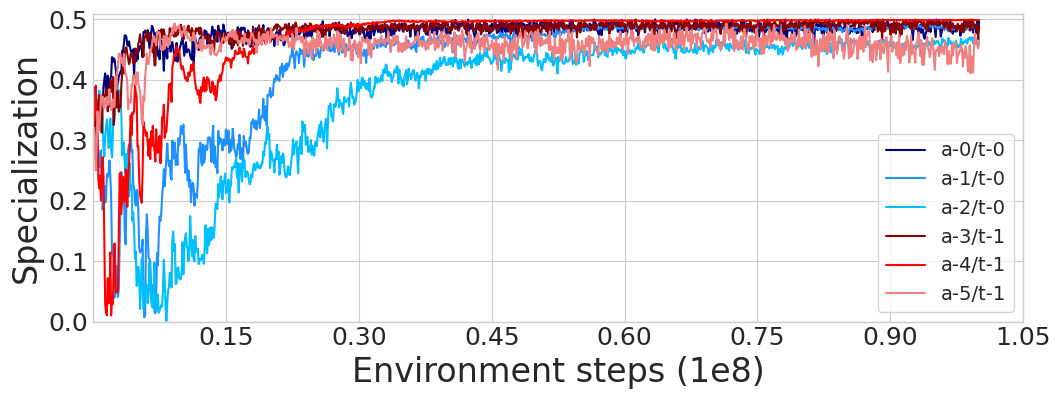 Specialization
0.5
0.4
0.3
0.2
0.1
0.0
0.15 0.30 0.45 0.60 0.75 0.90 1.05
Environment steps (1e8)
a-0/t-0
a-1/t-0
a-2/t-0
a-3/t-1
a-4/t-1
a-5/t-1